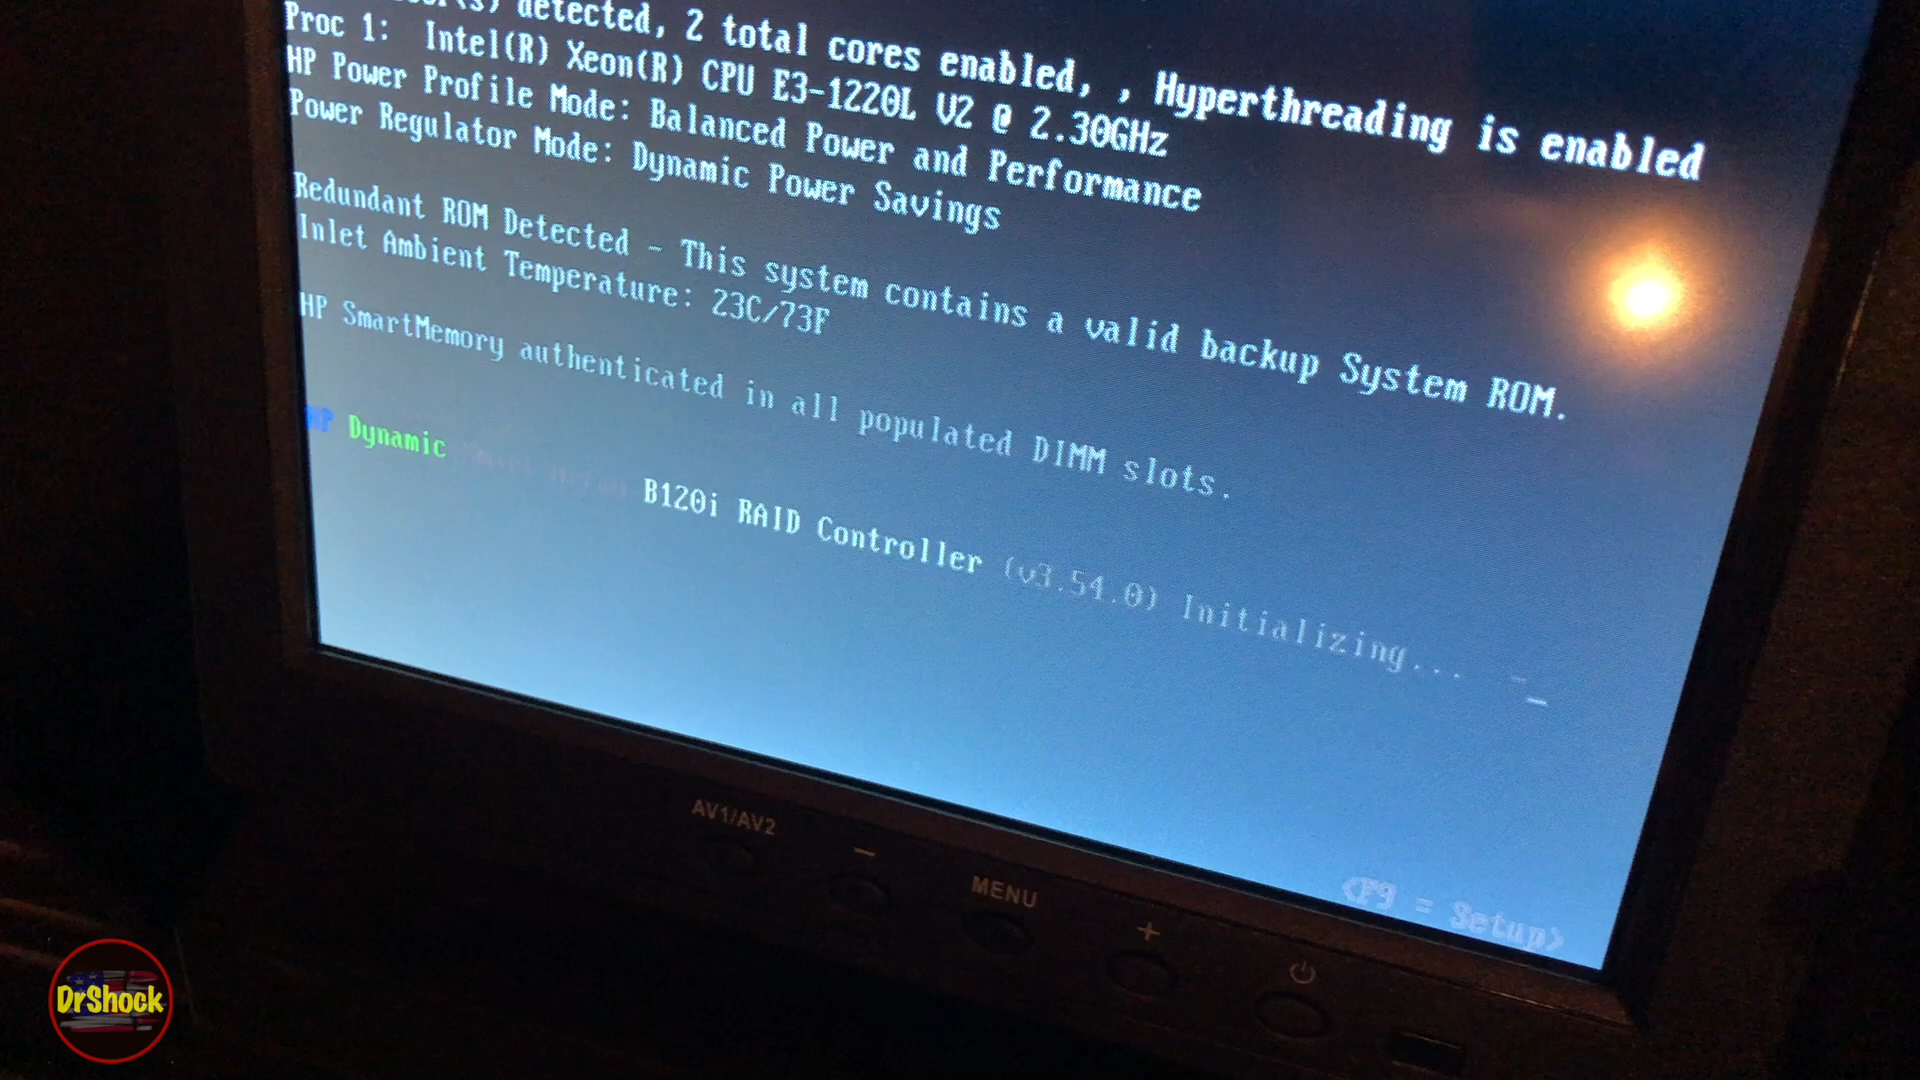 detected, 2 total cores enabled, , Hyperthreading is enabled
Proc 1: Intel(R) Xeon(R) CPU E3-1220L V2 @ 2.30GHz
HP Power Profile Mode: Balanced Power and Performance
Power Regulator Mode: Dynamic Power Savings
Redundant ROM Detected - This system contains a valid backup System ROM.
Inlet Ambient Temperature: 23C/73F
HP SmartMemory authenticated in all populated DIMM slots.
HP Dynamic B120i RAID Controller (v3.54.0) Initializing... -_
<F9 = Setup>
AV1/AV2
-
MENU
+
DrShock